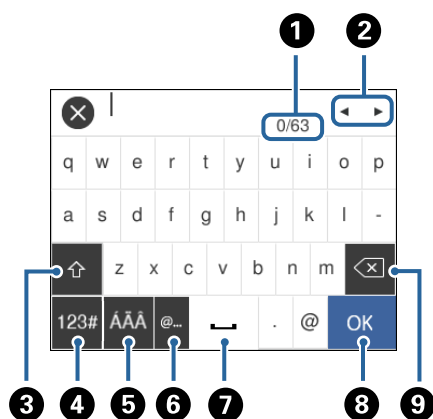 1 2
0/63 ◄ ►
q w e r t y u i o p
a s d f g h j k l -
z x c v b n m
123# ÁÃÂ @... . @ OK
3 4 5 6 7 8 9